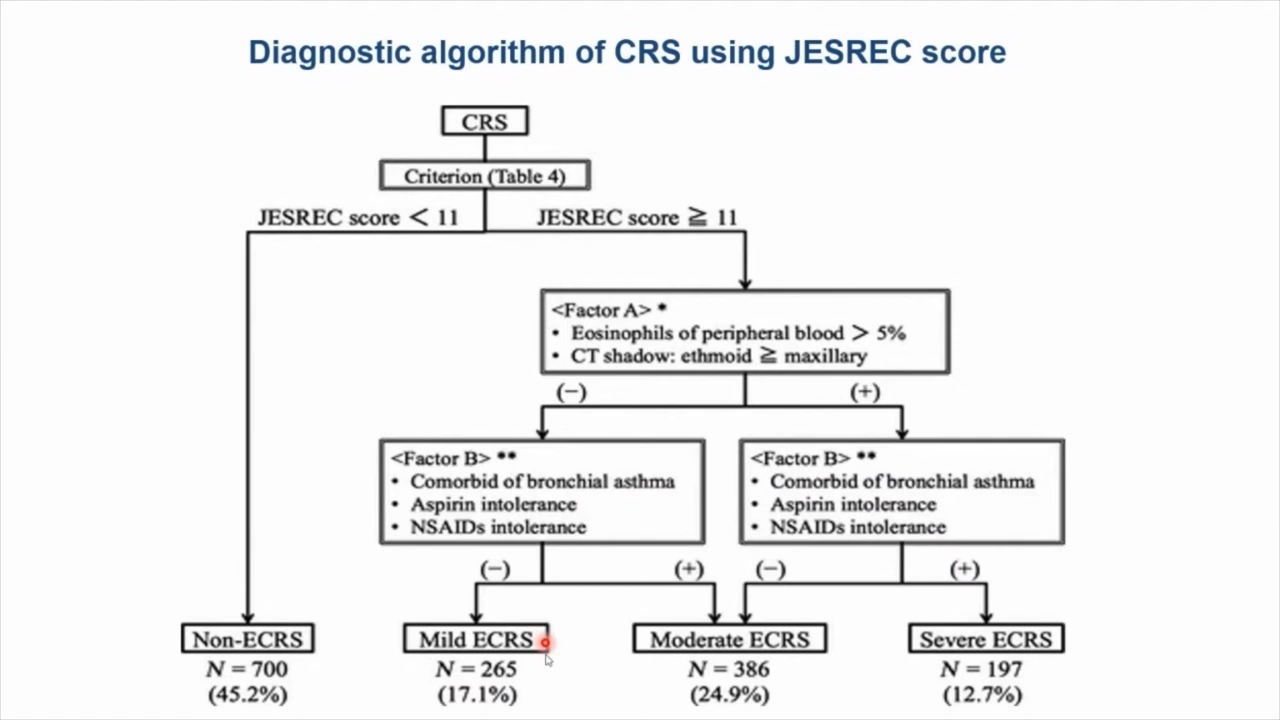 Diagnostic algorithm of CRS using JESREC score
CRS
Criterion (Table 4)
JESREC score < 11
JESREC score ≧ 11
<Factor A> *
• Eosinophils of peripheral blood > 5%
• CT shadow: ethmoid ≧ maxillary
(−)
(+)
<Factor B> **
• Comorbid of bronchial asthma
• Aspirin intolerance
• NSAIDs intolerance
<Factor B> **
• Comorbid of bronchial asthma
• Aspirin intolerance
• NSAIDs intolerance
(−)
(+)
(−)
(+)
Non-ECRS
N = 700
(45.2%)
Mild ECRS
N = 265
(17.1%)
Moderate ECRS
N = 386
(24.9%)
Severe ECRS
N = 197
(12.7%)